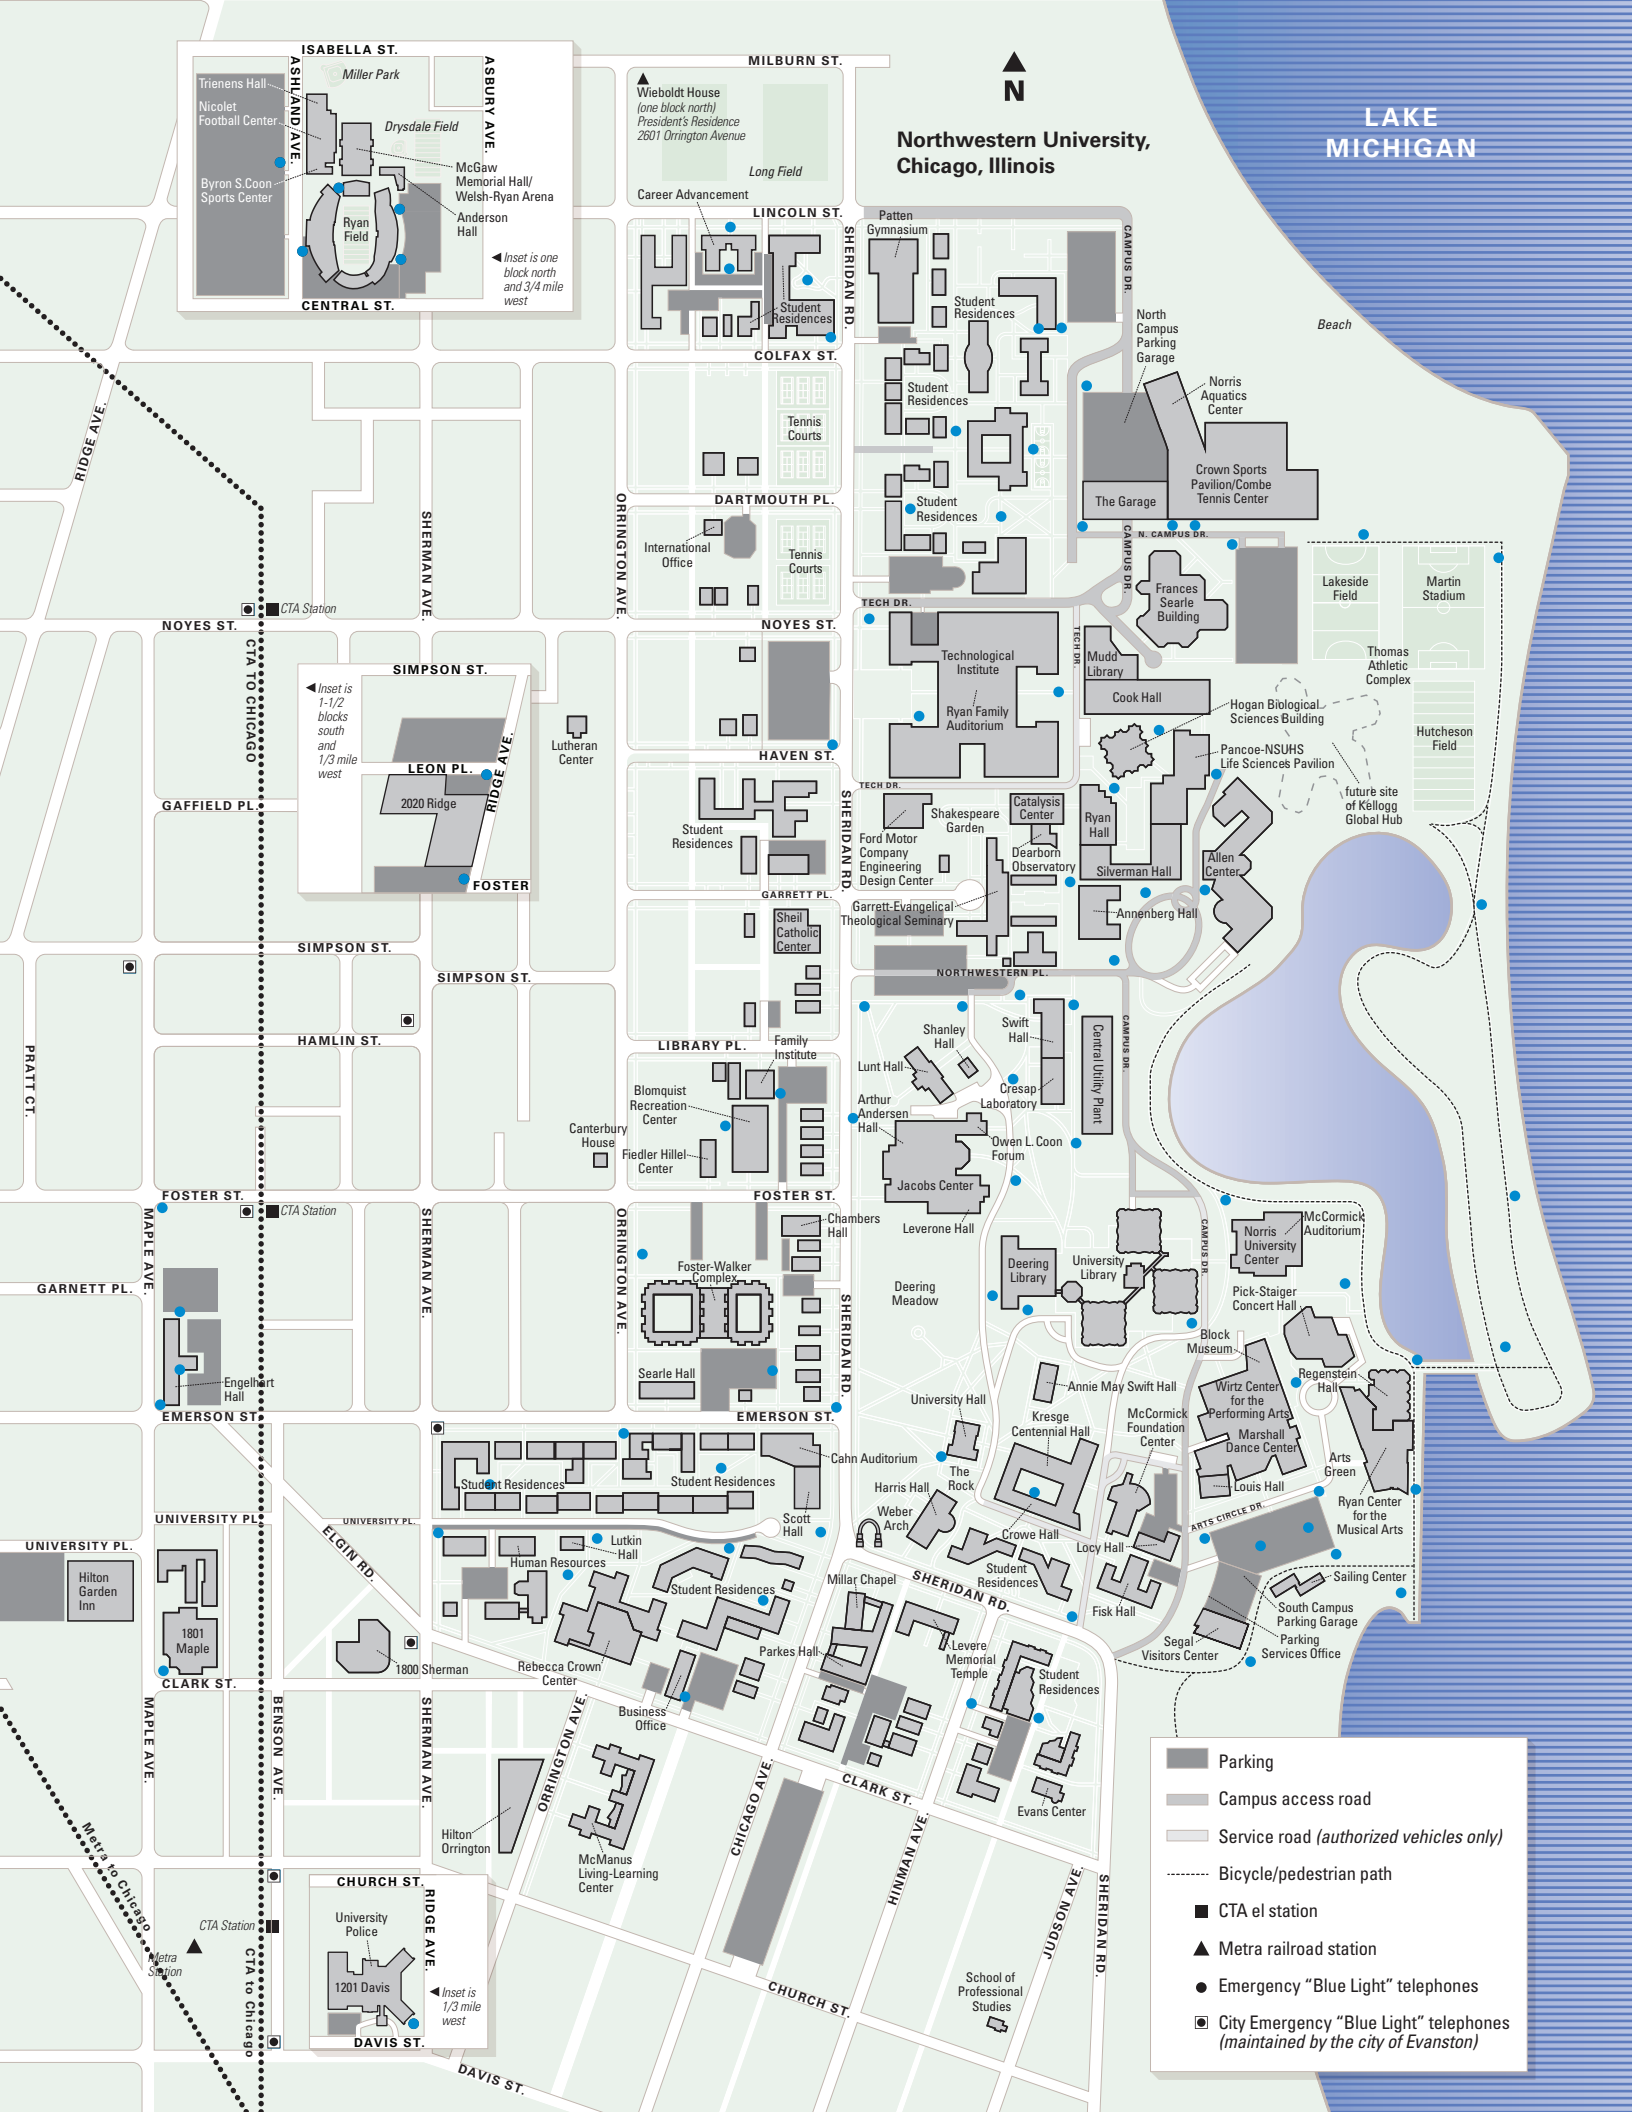 ISABELLA ST.
ASHLAND AVE.
ASBURY AVE.
Miller Park
Trienens Hall
Nicolet
Football Center
Drysdale Field
McGaw
Memorial Hall/
Welsh-Ryan Arena
Byron S.Coon
Sports Center
Anderson
Hall
Ryan
Field
Inset is one
block north
and 3/4 mile
west
CENTRAL ST.
MILBURN ST.
Wieboldt House
(one block north)
President's Residence
2601 Orrington Avenue
Long Field
Career Advancement
N
Northwestern University,
Chicago, Illinois
LAKE
MICHIGAN
LINCOLN ST.
SHERIDAN RD.
Patten
Gymnasium
CAMPUS DR.
Student
Residences
Student
Residences
COLFAX ST.
North
Campus
Parking
Garage
Beach
Norris
Aquatics
Center
RIDGE AVE.
Student
Residences
Tennis
Courts
Crown Sports
Pavilion/Combe
Tennis Center
The Garage
DARTMOUTH PL.
Student
Residences
SHERMAN AVE.
ORRINGTON AVE.
International
Office
Tennis
Courts
N. CAMPUS DR.
CAMPUS DR.
Frances
Searle
Building
Lakeside
Field
Martin
Stadium
CTA Station
TECH DR.
NOYES ST.
NOYES ST.
CTA TO CHICAGO
TECH DR.
Technological
Institute
Ryan Family
Auditorium
Mudd
Library
Cook Hall
Thomas
Athletic
Complex
SIMPSON ST.
Inset is
1-1/2
blocks
south
and
1/3 mile
west
LEON PL.
RIDGE AVE.
2020 Ridge
FOSTER
Lutheran
Center
Hogan Biological
Sciences Building
Pancoe-NSUHS
Life Sciences Pavilion
Hutcheson
Field
HAVEN ST.
TECH DR.
GAFFIELD PL.
future site
of Kellogg
Global Hub
SHERIDAN RD.
Student
Residences
Ford Motor
Company
Engineering
Design Center
Shakespeare
Garden
Catalysis
Center
Dearborn
Observatory
Ryan
Hall
Silverman Hall
Allen
Center
GARRETT PL.
Garrett-Evangelical
Theological Seminary
Annenberg Hall
Sheil
Catholic
Center
SIMPSON ST.
SIMPSON ST.
NORTHWESTERN PL.
Shanley
Hall
Swift
Hall
Central Utility Plant
CAMPUS DR.
HAMLIN ST.
LIBRARY PL.
Family
Institute
PRATT CT.
Lunt Hall
Cresap
Laboratory
Blomquist
Recreation
Center
Arthur
Andersen
Hall
Canterbury
House
Fiedler Hillel
Center
Owen L. Coon
Forum
Jacobs Center
FOSTER ST.
FOSTER ST.
CTA Station
MAPLE AVE.
SHERMAN AVE.
ORRINGTON AVE.
Chambers
Hall
Leverone Hall
McCormick
Auditorium
Norris
University
Center
CAMPUS DR.
Foster-Walker
Complex
Deering
Library
University
Library
GARNETT PL.
Deering
Meadow
Pick-Staiger
Concert Hall
SHERIDAN RD.
Block
Museum
Engelhart
Hall
Searle Hall
Regenstein
Hall
University Hall
Annie May Swift Hall
Wirtz Center
for the
Performing Arts
Kresge
Centennial Hall
McCormick
Foundation
Center
Marshall
Dance Center
EMERSON ST.
EMERSON ST.
Cahn Auditorium
The
Rock
Arts
Green
Student Residences
Student Residences
Harris Hall
Louis Hall
Weber
Arch
Ryan Center
for the
Musical Arts
UNIVERSITY PL.
UNIVERSITY PL.
UNIVERSITY PL.
Scott
Hall
Crowe Hall
ARTS CIRCLE DR.
ELGIN RD.
Lutkin
Hall
Human Resources
Locy Hall
Hilton
Garden
Inn
Student Residences
Millar Chapel
SHERIDAN RD.
Student
Residences
Sailing Center
Fisk Hall
South Campus
Parking Garage
1801
Maple
Parkes Hall
Levere
Memorial
Temple
Segal
Visitors Center
Parking
Services Office
1800 Sherman
Rebecca Crown
Center
Student
Residences
CLARK ST.
MAPLE AVE.
BENSON AVE.
SHERMAN AVE.
Business
Office
ORRINGTON AVE.
CHICAGO AVE.
CLARK ST.
Evans Center
Hilton
Orrington
McManus
Living-Learning
Center
HINMAN AVE.
JUDSON AVE.
SHERIDAN RD.
Metra to Chicago
CHURCH ST.
RIDGE AVE.
University
Police
1201 Davis
Inset is
1/3 mile
west
DAVIS ST.
CTA Station
Metra
Station
CTA to Chicago
CHURCH ST.
School of
Professional
Studies
DAVIS ST.
Parking
Campus access road
Service road (authorized vehicles only)
Bicycle/pedestrian path
CTA el station
Metra railroad station
Emergency “Blue Light” telephones
City Emergency “Blue Light” telephones
(maintained by the city of Evanston)